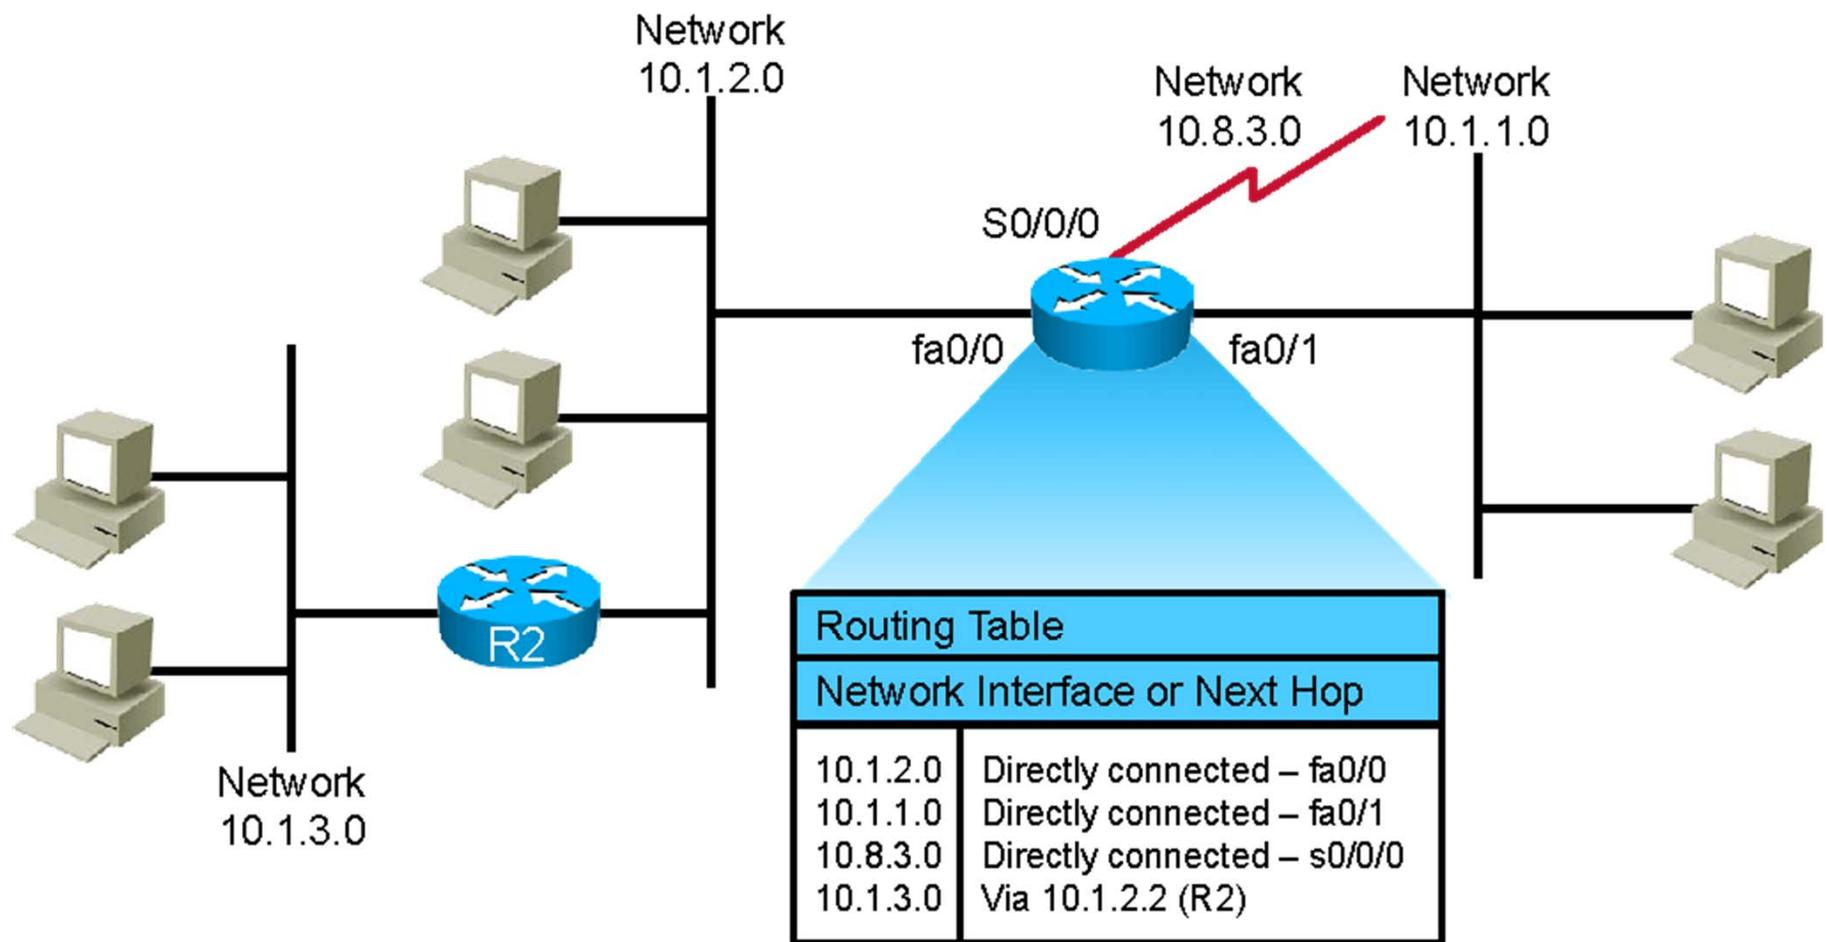 Network
10.1.2.0
Network
10.8.3.0
Network
10.1.1.0
S0/0/0
fa0/0
fa0/1
R2
Network
10.1.3.0
Routing Table
Network Interface or Next Hop
10.1.2.0 Directly connected – fa0/0
10.1.1.0 Directly connected – fa0/1
10.8.3.0 Directly connected – s0/0/0
10.1.3.0 Via 10.1.2.2 (R2)